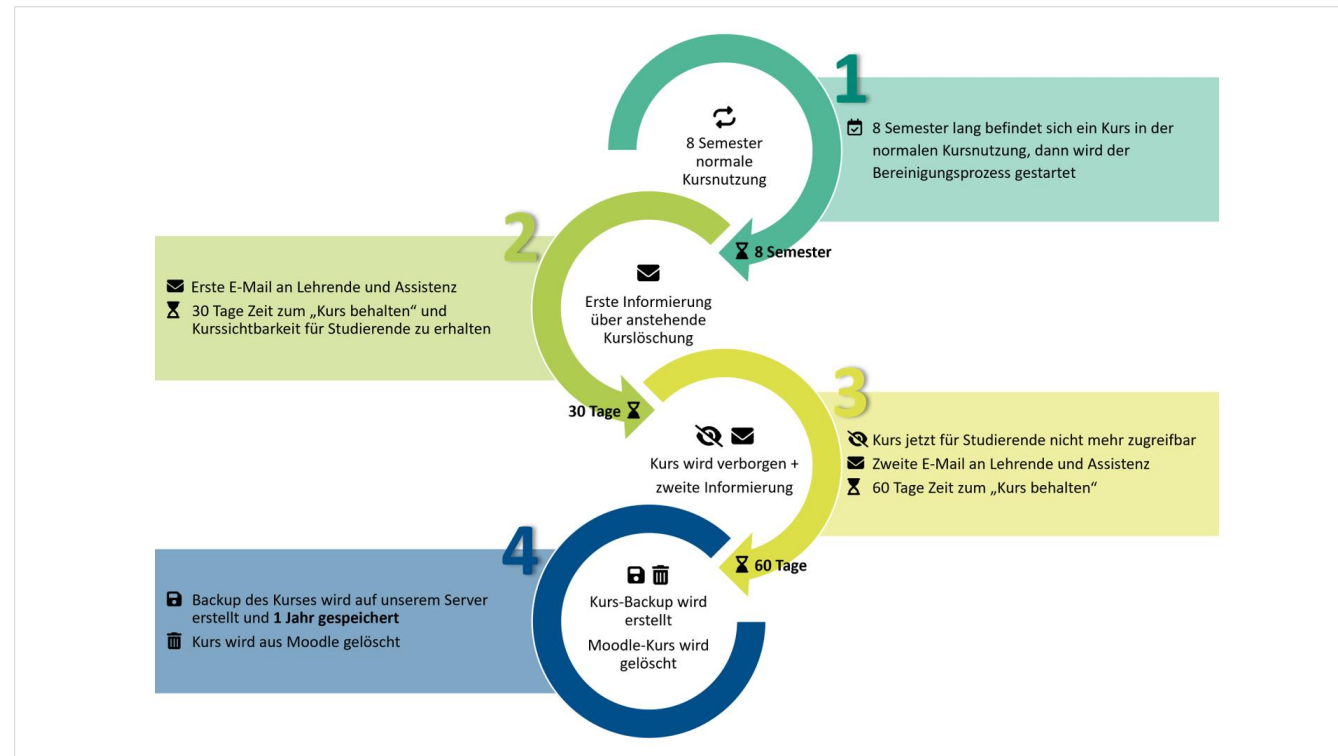 1
8 Semester
normale
Kursnutzung
8 Semester lang befindet sich ein Kurs in der
normalen Kursnutzung, dann wird der
Bereinigungsprozess gestartet
8 Semester
2
Erste E-Mail an Lehrende und Assistenz
30 Tage Zeit zum „Kurs behalten“ und
Kurssichtbarkeit für Studierende zu erhalten
Erste Informierung
über anstehende
Kurslöschung
30 Tage
3
Kurs wird verborgen +
zweite Informierung
Kurs jetzt für Studierende nicht mehr zugreifbar
Zweite E-Mail an Lehrende und Assistenz
60 Tage Zeit zum „Kurs behalten“
60 Tage
4
Backup des Kurses wird auf unserem Server
erstellt und 1 Jahr gespeichert
Kurs wird aus Moodle gelöscht
Kurs-Backup wird
erstellt
Moodle-Kurs wird
gelöscht